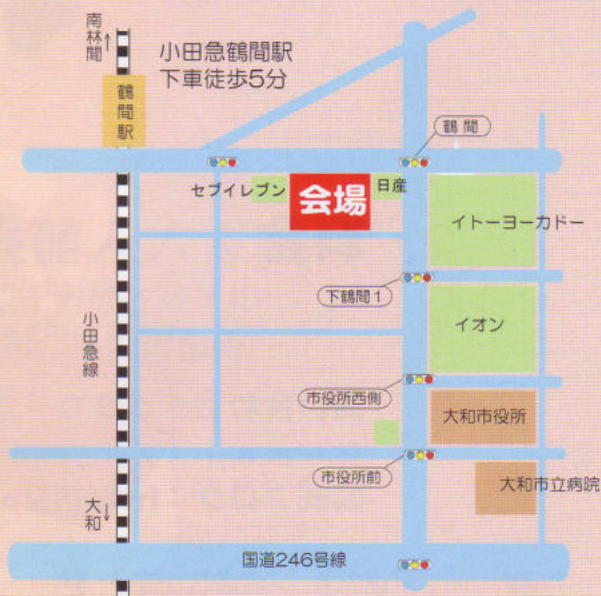 南林間
小田急鶴間駅
下車徒歩5分
鶴間駅
鶴間
セブイレブン
会場
日産
イトーヨーカドー
下鶴間1
小田急線
イオン
市役所西側
大和市役所
市役所前
大和市立病院
大和
国道246号線